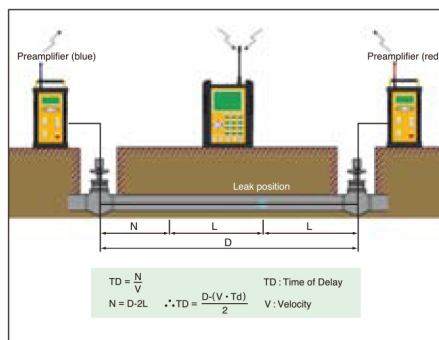 Preamplifier (blue)
Preamplifier (red
Leak position
N
L
L
D
TD = N/V
TD : Time of Delay
N = D-2L ∴TD = D-(V・Td)/2
V : Velocity